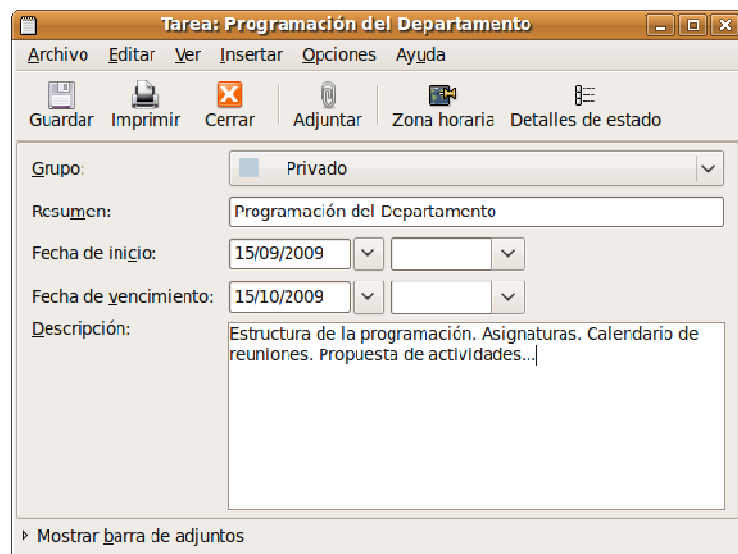 Tarea: Programación del Departamento
Archivo Editar Ver Insertar Opciones Ayuda
Guardar Imprimir Cerrar Adjuntar Zona horaria Detalles de estado
Grupo: Privado
Resumen: Programación del Departamento
Fecha de inicio: 15/09/2009
Fecha de vencimiento: 15/10/2009
Descripción:
Estructura de la programación. Asignaturas. Calendario de
reuniones. Propuesta de actividades...
Mostrar barra de adjuntos